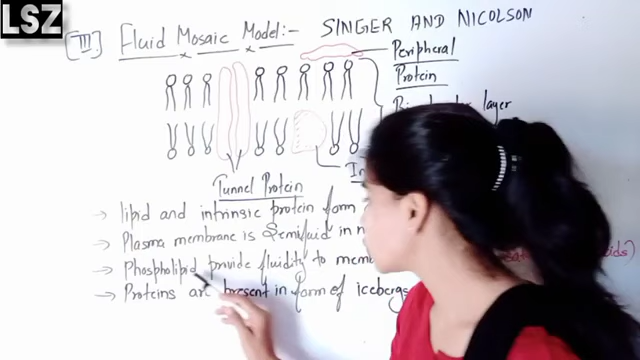 LSZ
[III] Fluid Mosaic Model:- SINGER AND NICOLSON
Peripheral
Protein
layer
Tunnel Protein
→ lipid and intrinsic protein form
→ Plasma membrane is Semifluid in
→ Phospholipid provide fluidity to
→ Proteins are present in form of icebergs